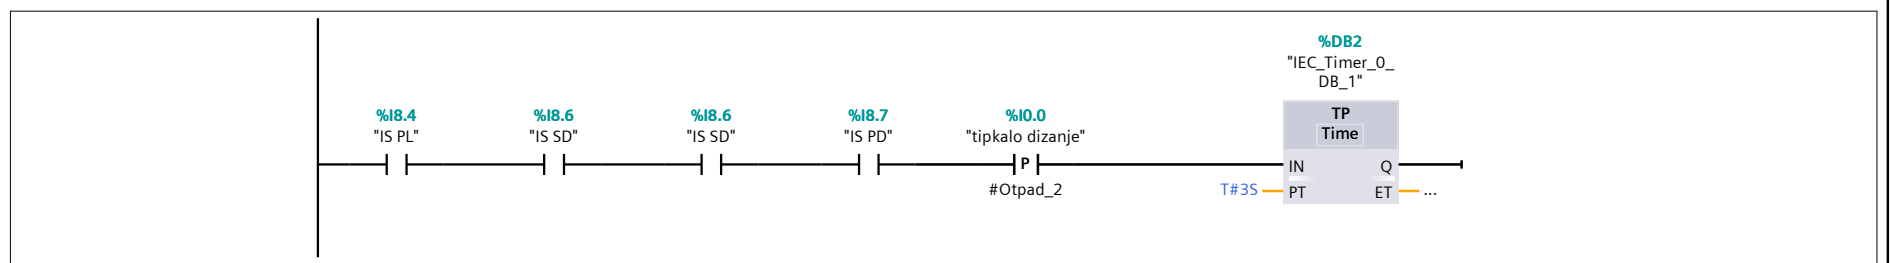 %DB2
"IEC_Timer_0_
DB_1"
%I8.4
"IS PL"
%I8.6
"IS SD"
%I8.6
"IS SD"
%I8.7
"IS PD"
%I0.0
"tipkalo dizanje"
P
#Otpad_2
TP
Time
IN
Q
T#3S
PT
ET
...